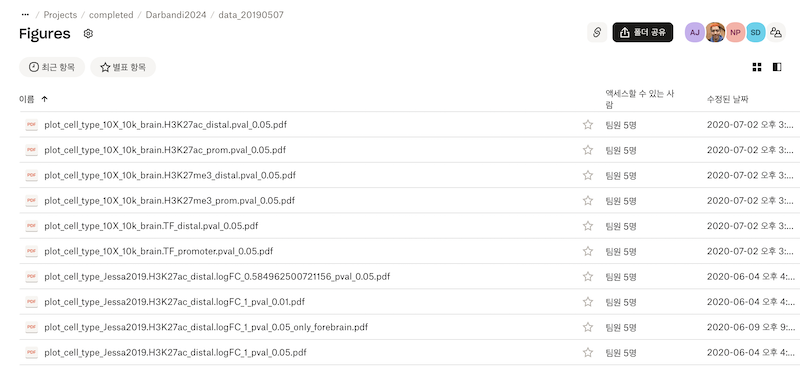 ... / Projects / completed / Darbandi2024 / data_20190507
Figures
폴더 공유
AJ NP SD
최근 항목 별표 항목
이름 ↑ 액세스할 수 있는 사람 수정된 날짜
PDF plot_cell_type_10X_10k_brain.H3K27ac_distal.pval_0.05.pdf 팀원 5명 2020-07-02 오후 3:...
PDF plot_cell_type_10X_10k_brain.H3K27ac_prom.pval_0.05.pdf 팀원 5명 2020-07-02 오후 3:...
PDF plot_cell_type_10X_10k_brain.H3K27me3_distal.pval_0.05.pdf 팀원 5명 2020-07-02 오후 3:...
PDF plot_cell_type_10X_10k_brain.H3K27me3_prom.pval_0.05.pdf 팀원 5명 2020-07-02 오후 3:...
PDF plot_cell_type_10X_10k_brain.TF_distal.pval_0.05.pdf 팀원 5명 2020-07-02 오후 3:...
PDF plot_cell_type_10X_10k_brain.TF_promoter.pval_0.05.pdf 팀원 5명 2020-07-02 오후 3:...
PDF plot_cell_type_Jessa2019.H3K27ac_distal.logFC_0.584962500721156_pval_0.05.pdf 팀원 5명 2020-06-04 오후 4:...
PDF plot_cell_type_Jessa2019.H3K27ac_distal.logFC_1_pval_0.01.pdf 팀원 5명 2020-06-04 오후 4:...
PDF plot_cell_type_Jessa2019.H3K27ac_distal.logFC_1_pval_0.05_only_forebrain.pdf 팀원 5명 2020-06-09 오후 9:...
PDF plot_cell_type_Jessa2019.H3K27ac_distal.logFC_1_pval_0.05.pdf 팀원 5명 2020-06-04 오후 4:...